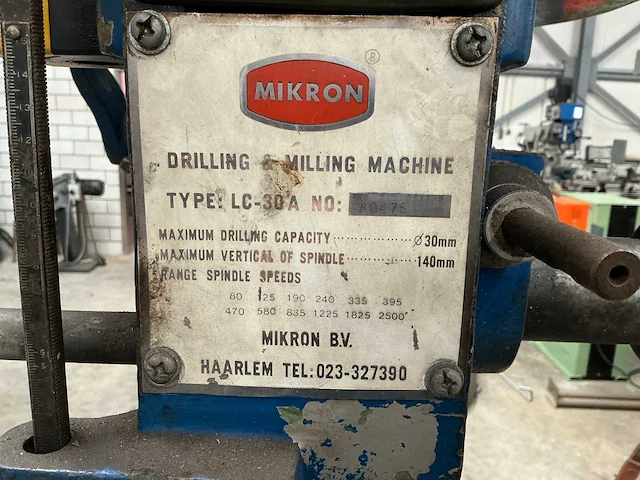 ®
MIKRON
DRILLING & MILLING MACHINE
TYPE: LC-30A NO:
MAXIMUM DRILLING CAPACITY ............... Ø30mm
MAXIMUM VERTICAL OF SPINDLE ........... 140mm
RANGE SPINDLE SPEEDS
80 125 190 240 335 395
470 580 835 1225 1825 2500
MIKRON B.V.
HAARLEM TEL:023-327390